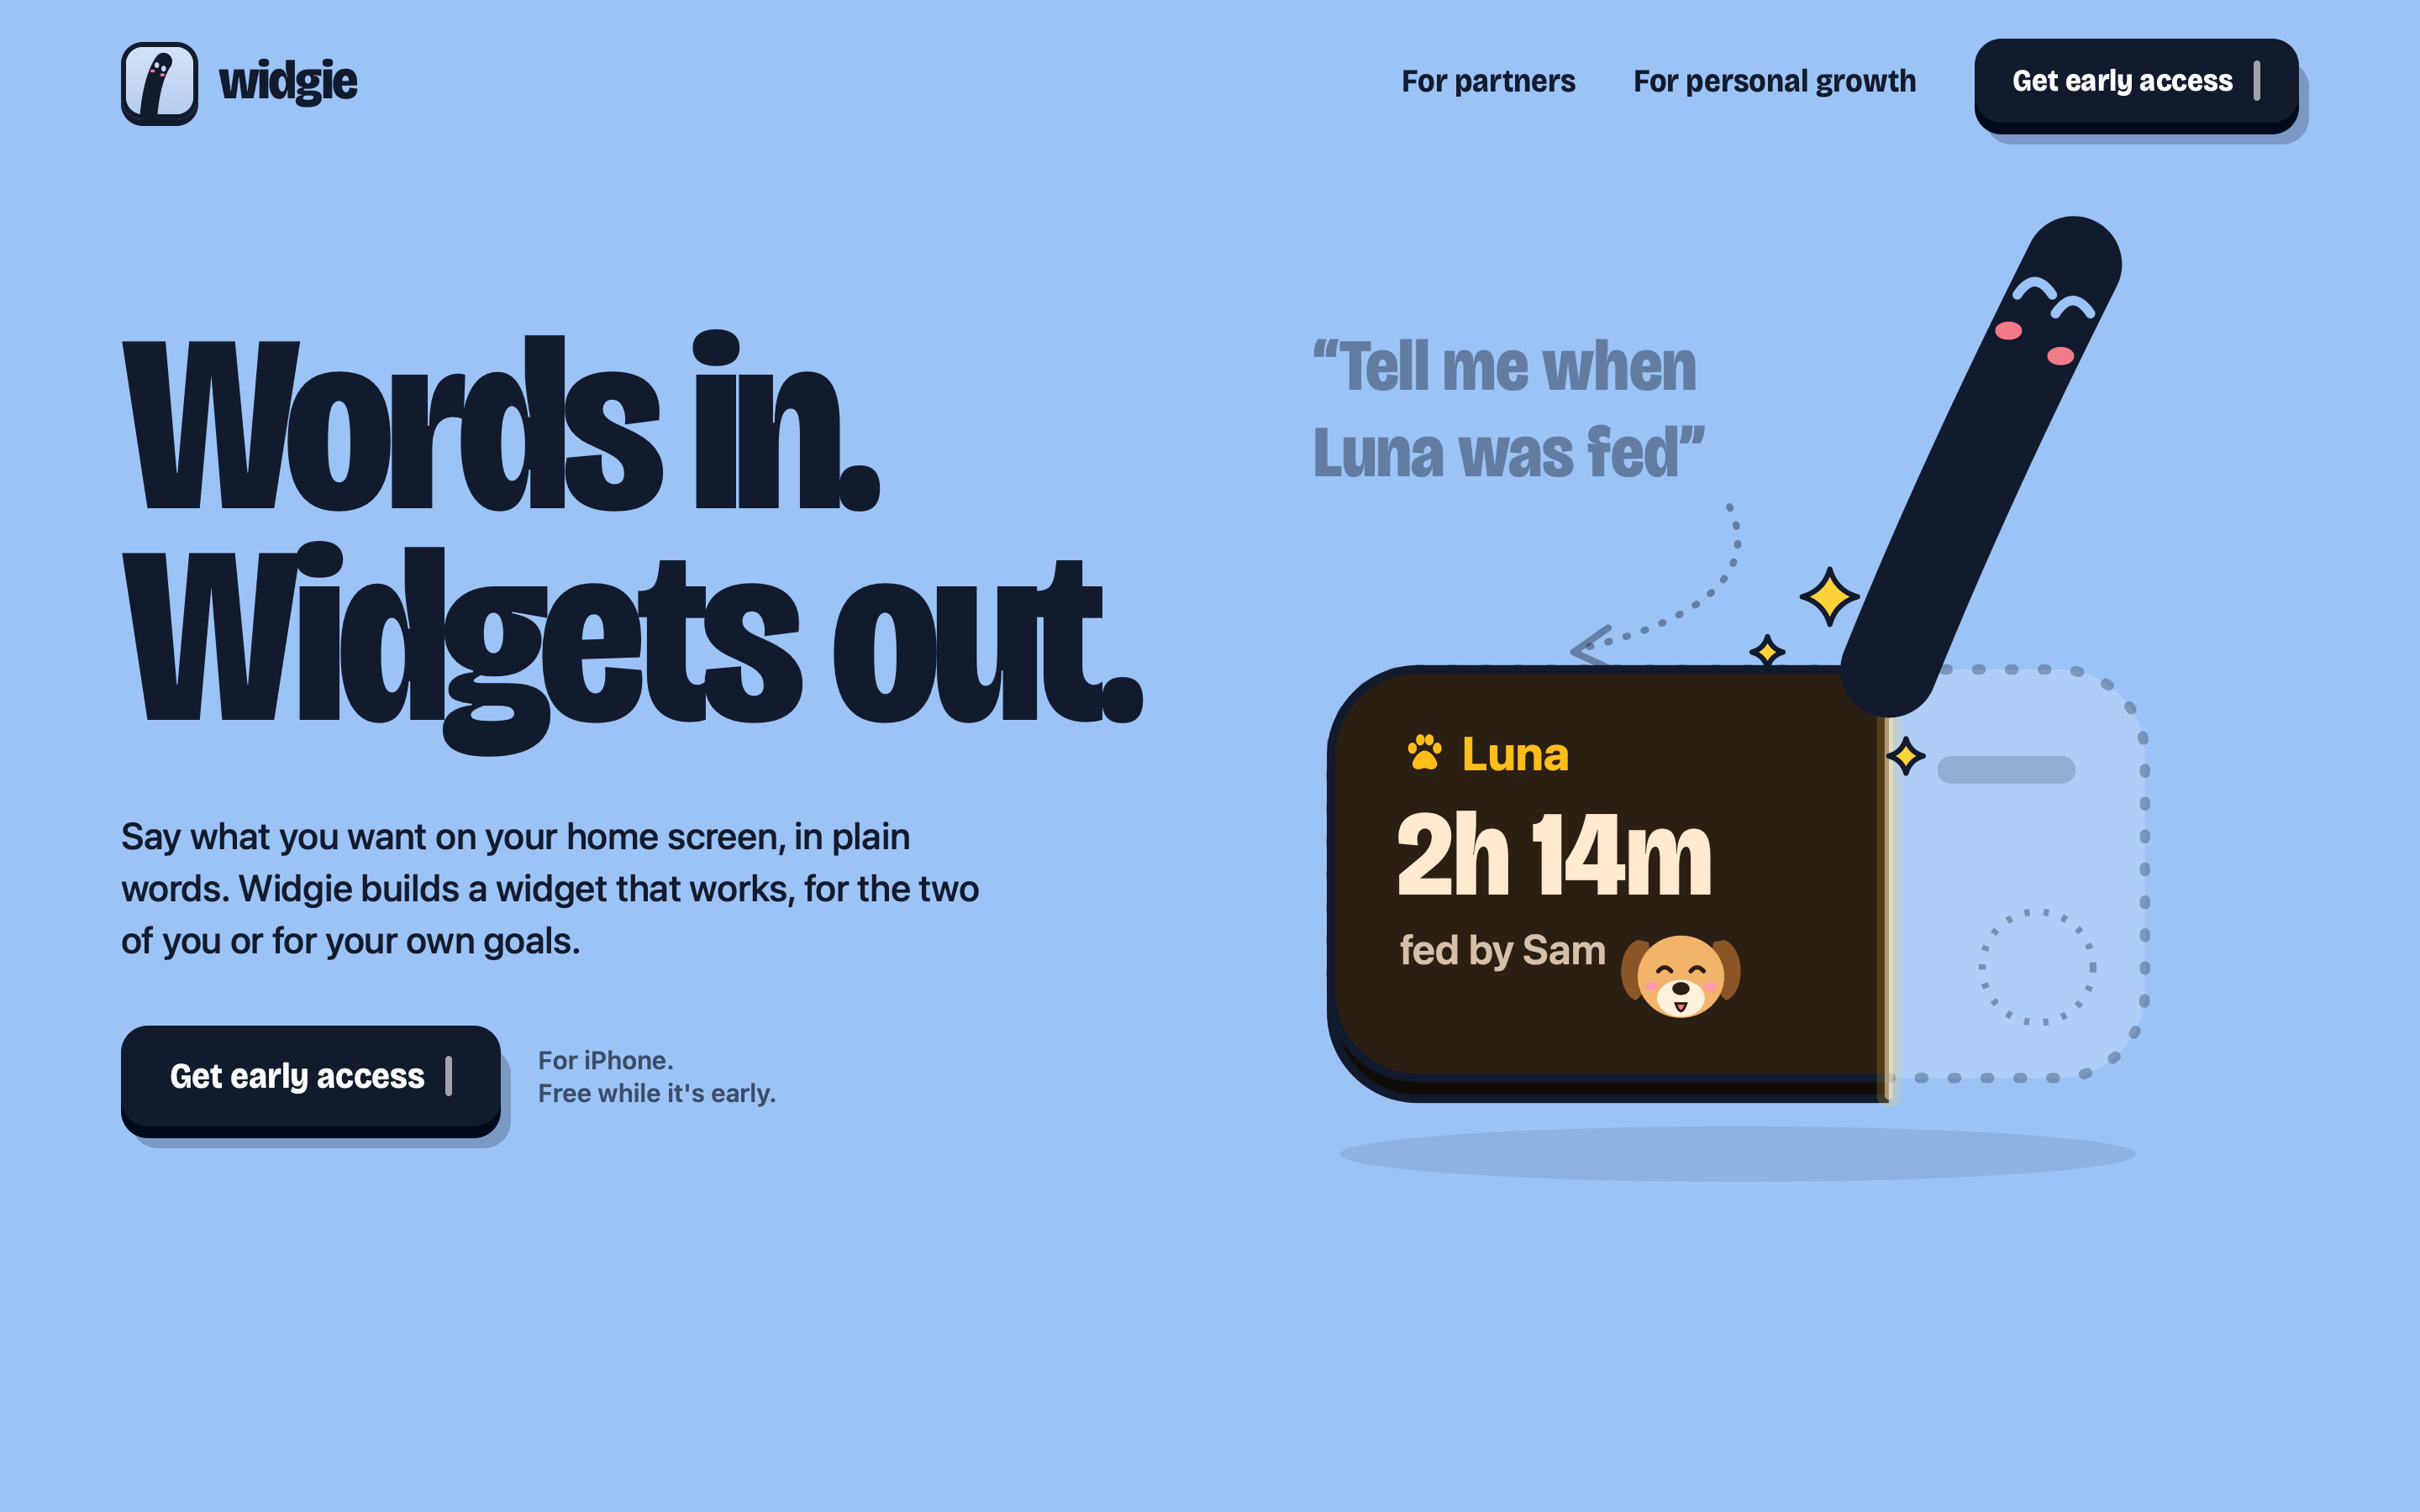 widgie
For partners
For personal growth
Get early access
Words in.
Widgets out.
Say what you want on your home screen, in plain
words. Widgie builds a widget that works, for the two
of you or for your own goals.
Get early access
For iPhone.
Free while it's early.
“Tell me when
Luna was fed”
Luna
2h 14m
fed by Sam